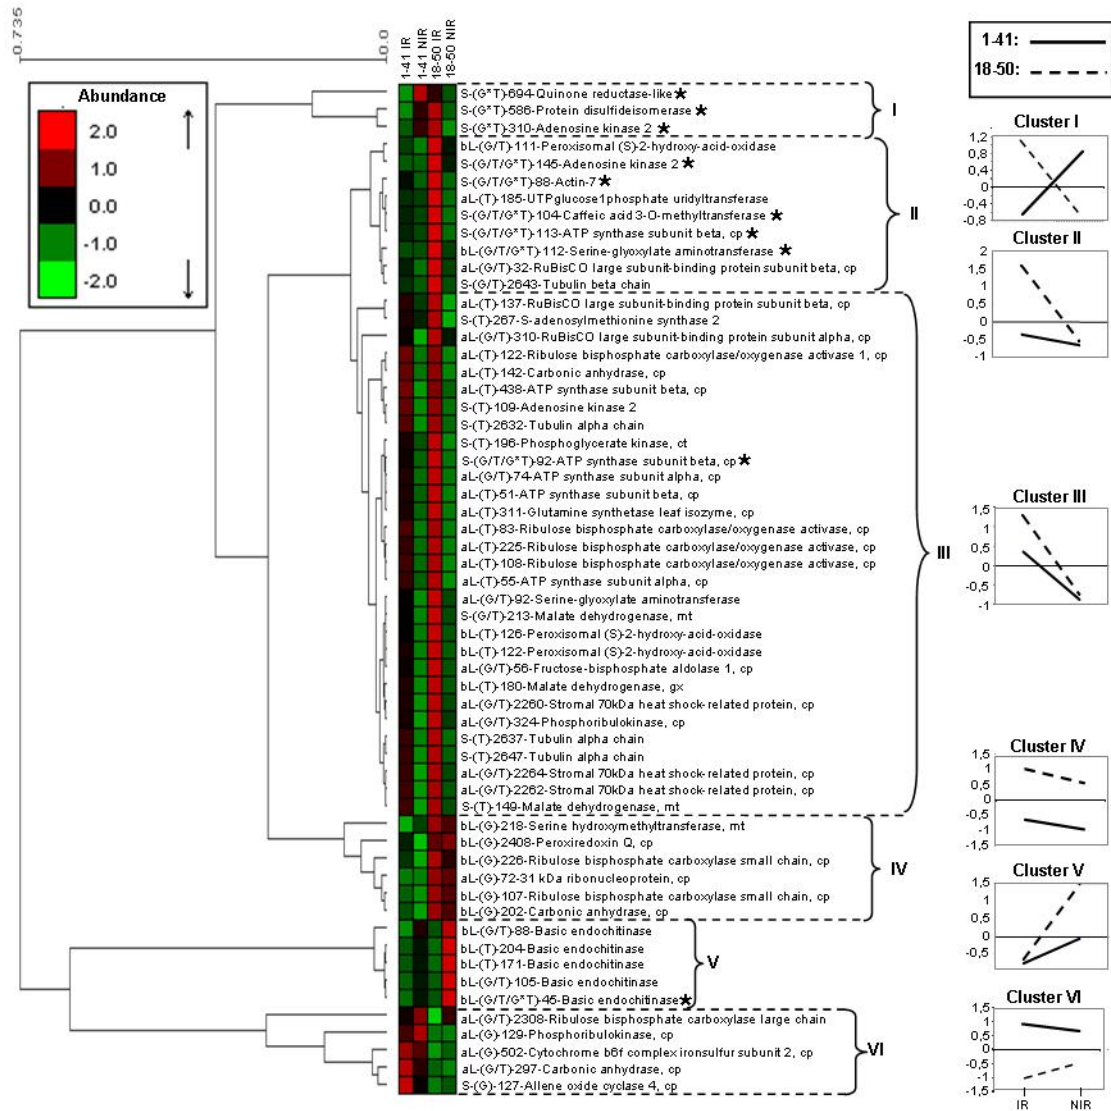 0.735
0.0
1-41 IR
1-41 NIR
18-50 IR
18-50 NIR
Abundance
2.0
1.0
0.0
-1.0
-2.0
S-(G*T)-694-Quinone reductase-like ★
S-(G*T)-586-Protein disulfideisomerase ★
S-(G*T)-310-Adenosine kinase 2 ★
I
bL-(G/T)-111-Peroxisomal (S)-2-hydroxy-acid-oxidase
S-(G/T/G*T)-145-Adenosine kinase 2 ★
S-(G/T/G*T)-88-Actin-7 ★
aL-(T)-185-UTPglucose1phosphate uridyltransferase
S-(G/T/G*T)-104-Caffeic acid 3-O-methyltransferase ★
S-(G/T/G*T)-113-ATP synthase subunit beta, cp ★
bL-(G/T/G*T)-112-Serine-glyoxylate aminotransferase ★
aL-(G/T)-32-RuBisCO large subunit-binding protein subunit beta, cp
S-(G/T)-2643-Tubulin beta chain
II
aL-(T)-137-RuBisCO large subunit-binding protein subunit beta, cp
S-(T)-267-S-adenosylmethionine synthase 2
aL-(G/T)-310-RuBisCO large subunit-binding protein subunit alpha, cp
aL-(T)-122-Ribulose bisphosphate carboxylase/oxygenase activase 1, cp
aL-(T)-142-Carbonic anhydrase, cp
aL-(T)-438-ATP synthase subunit beta, cp
S-(T)-109-Adenosine kinase 2
S-(T)-2632-Tubulin alpha chain
S-(T)-196-Phosphoglycerate kinase, ct
S-(G/T/G*T)-92-ATP synthase subunit beta, cp ★
aL-(G/T)-74-ATP synthase subunit alpha, cp
aL-(T)-51-ATP synthase subunit beta, cp
aL-(T)-311-Glutamine synthetase leaf isozyme, cp
aL-(T)-83-Ribulose bisphosphate carboxylase/oxygenase activase, cp
aL-(T)-225-Ribulose bisphosphate carboxylase/oxygenase activase, cp
aL-(T)-108-Ribulose bisphosphate carboxylase/oxygenase activase, cp
aL-(T)-55-ATP synthase subunit alpha, cp
aL-(G/T)-92-Serine-glyoxylate aminotransferase
S-(G/T)-213-Malate dehydrogenase, mt
bL-(T)-126-Peroxisomal (S)-2-hydroxy-acid-oxidase
bL-(T)-122-Peroxisomal (S)-2-hydroxy-acid-oxidase
aL-(G/T)-56-Fructose-bisphosphate aldolase 1, cp
bL-(T)-180-Malate dehydrogenase, gx
aL-(G/T)-2260-Stromal 70kDa heat shock-related protein, cp
aL-(G/T)-324-Phosphoribulokinase, cp
S-(T)-2637-Tubulin alpha chain
S-(T)-2647-Tubulin alpha chain
aL-(G/T)-2264-Stromal 70kDa heat shock-related protein, cp
aL-(G/T)-2262-Stromal 70kDa heat shock-related protein, cp
S-(T)-149-Malate dehydrogenase, mt
III
bL-(G)-218-Serine hydroxymethyltransferase, mt
bL-(G)-2408-Peroxiredoxin Q, cp
bL-(G)-226-Ribulose bisphosphate carboxylase small chain, cp
aL-(G)-72-31 kDa ribonucleoprotein, cp
bL-(G)-107-Ribulose bisphosphate carboxylase small chain, cp
bL-(G)-202-Carbonic anhydrase, cp
IV
bL-(G/T)-88-Basic endochitinase
bL-(T)-204-Basic endochitinase
bL-(T)-171-Basic endochitinase
bL-(G/T)-105-Basic endochitinase
bL-(G/T/G*T)-45-Basic endochitinase ★
V
aL-(G/T)-2308-Ribulose bisphosphate carboxylase large chain
aL-(G)-129-Phosphoribulokinase, cp
aL-(G)-502-Cytochrome b6f complex ironsulfur subunit 2, cp
aL-(G/T)-297-Carbonic anhydrase, cp
S-(G)-127-Allene oxide cyclase 4, cp
VI
1-41:
18-50:
Cluster I
1,2
0,8
0,4
0
-0,4
-0,8
Cluster II
2
1,5
1
0,5
0
-0,5
-1
Cluster III
1,5
1
0,5
0
-0,5
-1
Cluster IV
1,5
1
0,5
0
-0,5
-1
-1,5
Cluster V
1,5
1
0,5
0
-0,5
Cluster VI
1,5
1
0,5
0
-0,5
-1
-1,5
IR
NIR